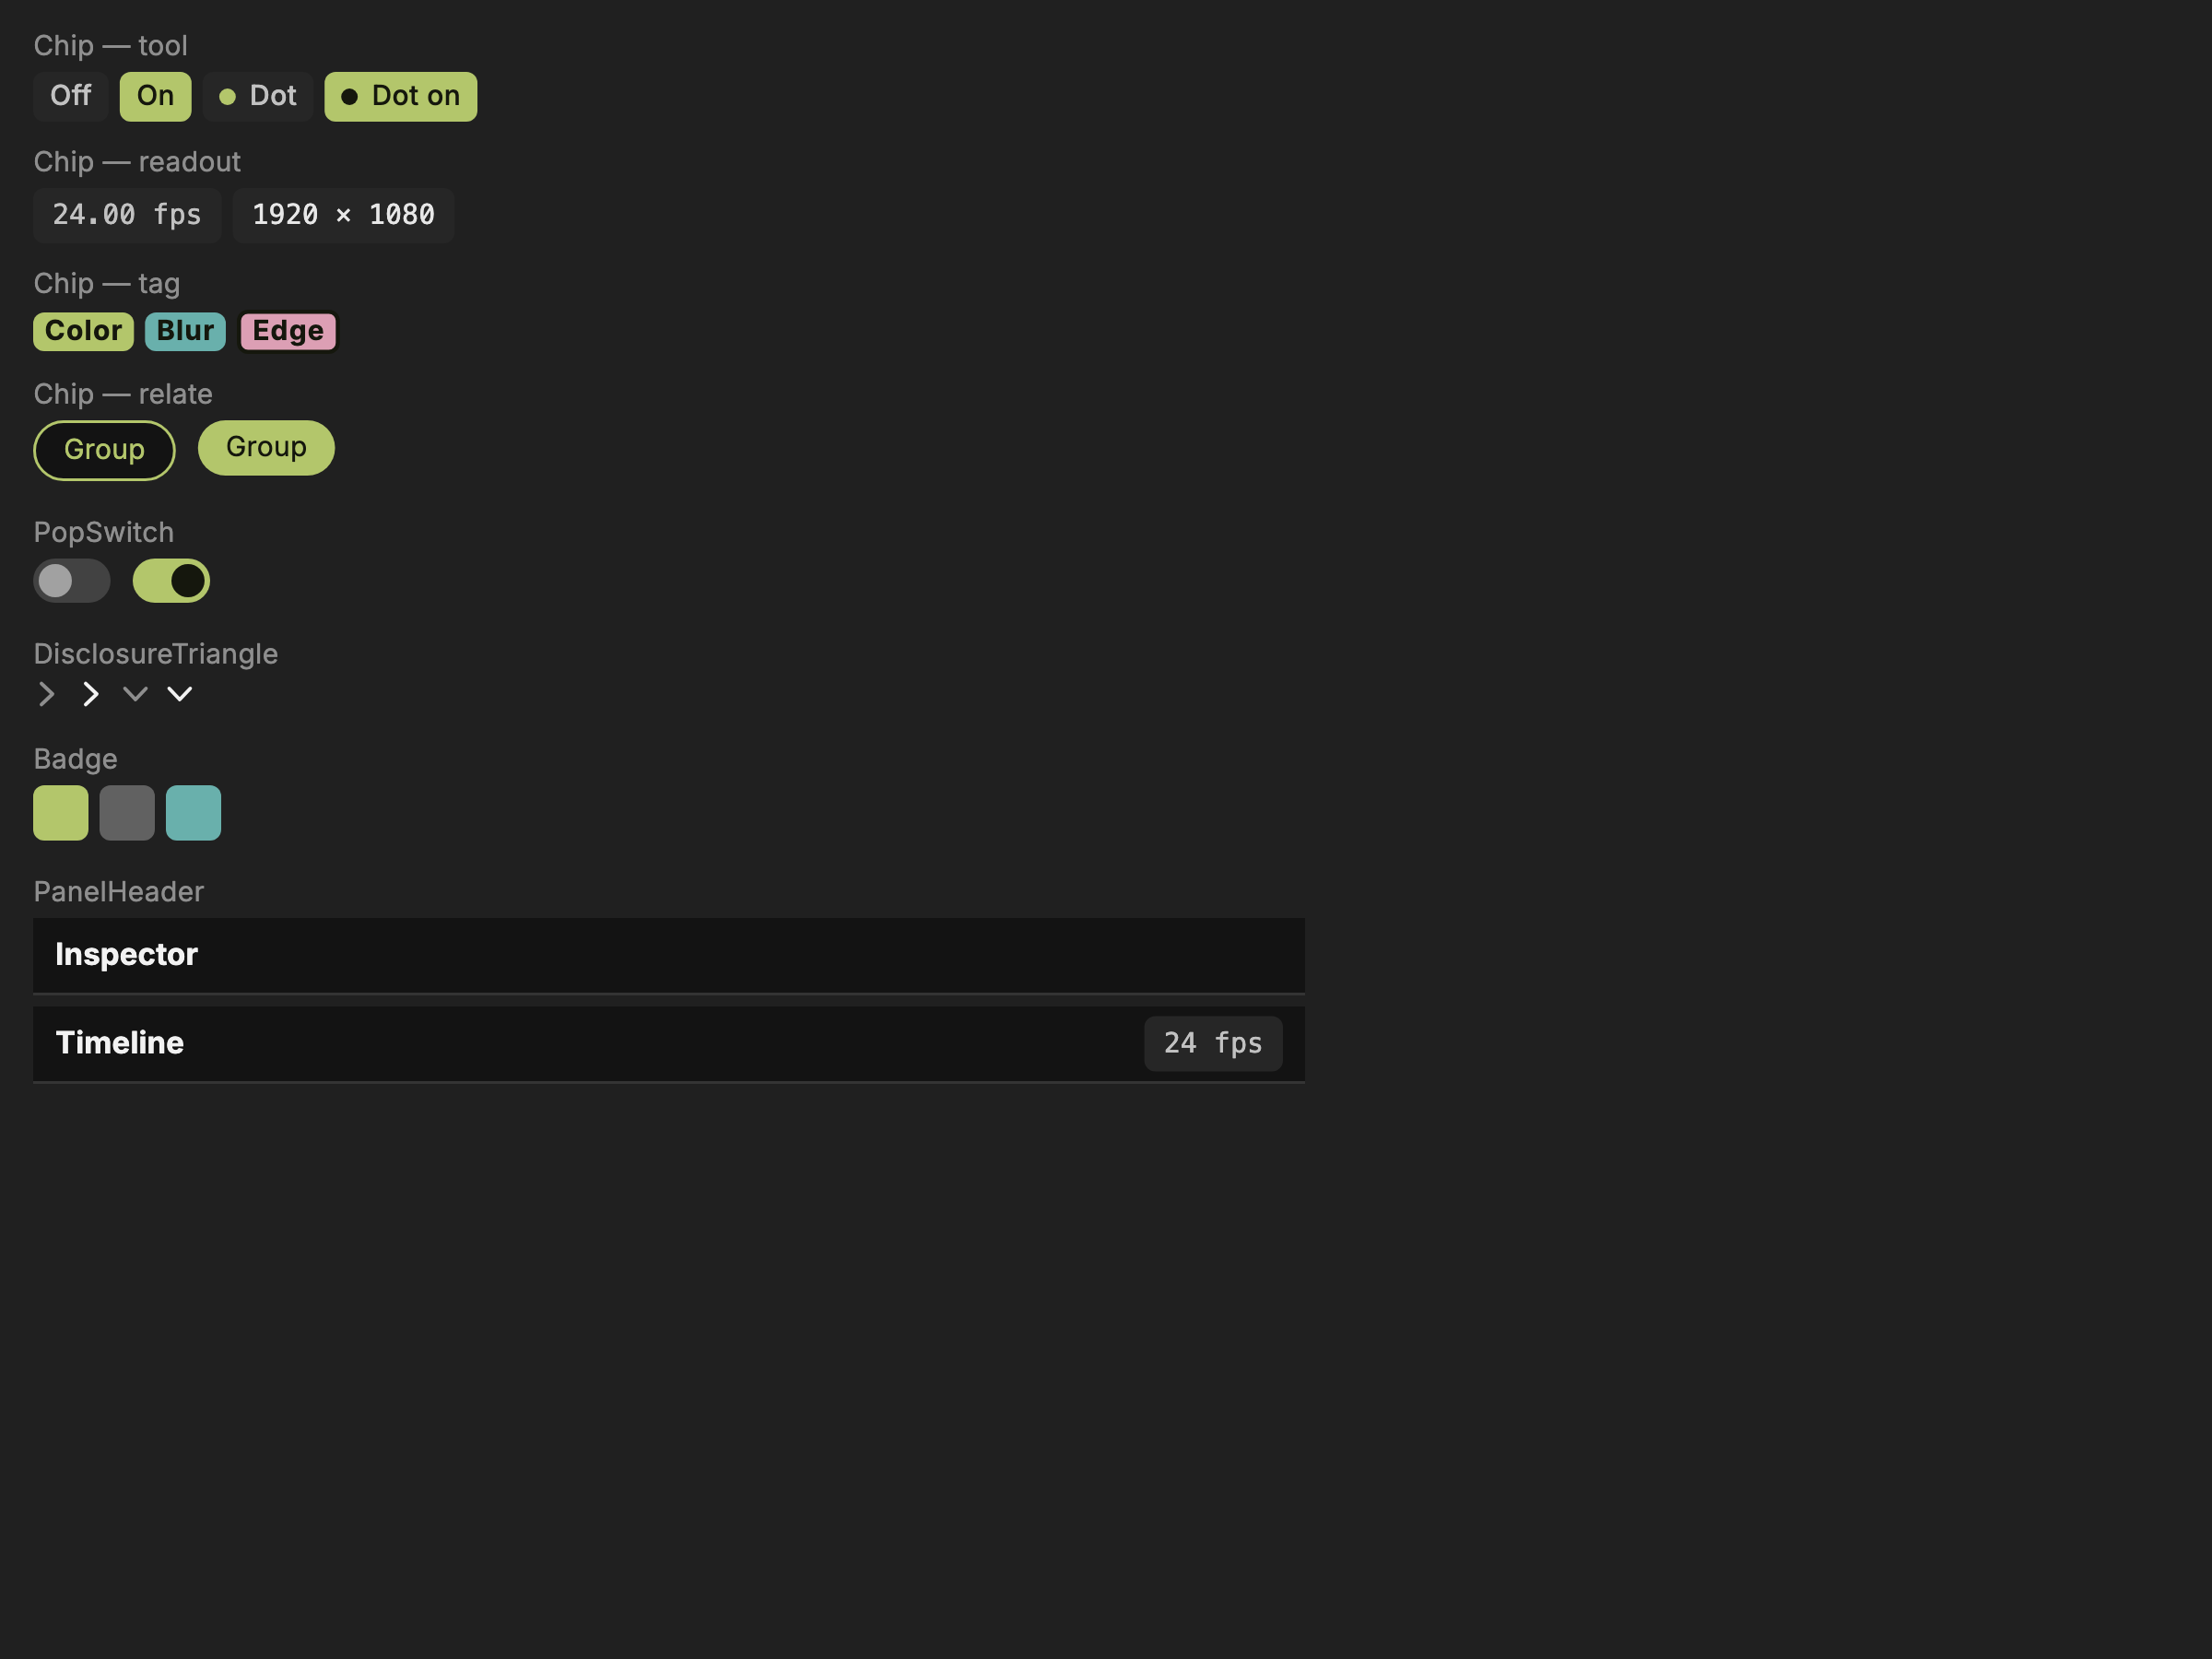 Chip — tool
Off On Dot Dot on
Chip — readout
24.00 fps 1920 × 1080
Chip — tag
Color Blur Edge
Chip — relate
Group Group
PopSwitch
DisclosureTriangle
Badge
PanelHeader
Inspector
Timeline 24 fps